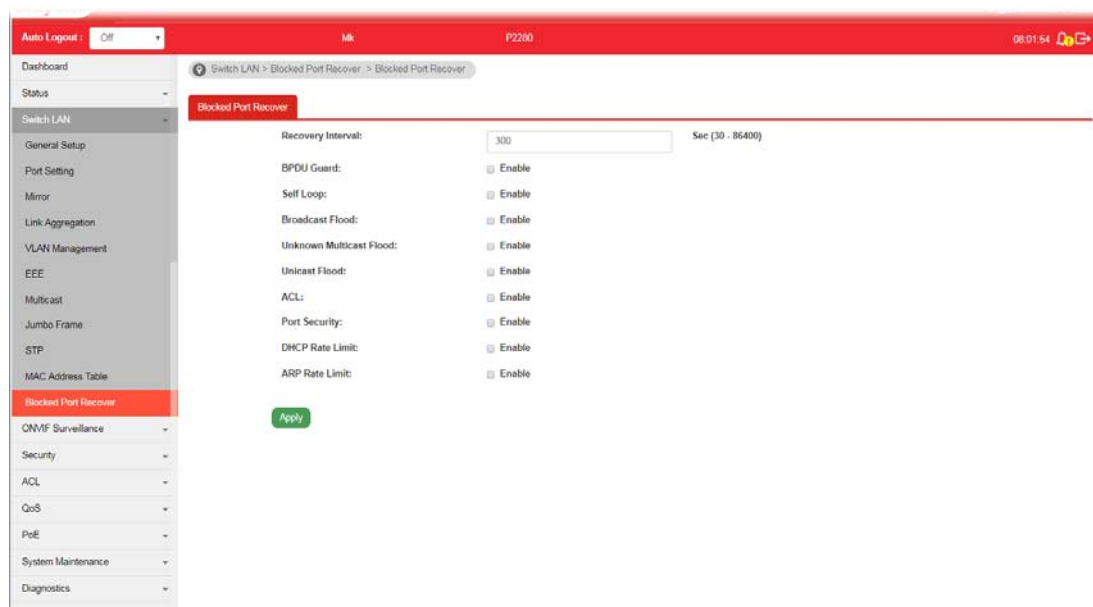 Auto Logout : Off Mk P2280 08:01:54
Dashboard
Status
Switch LAN
General Setup
Port Setting
Mirror
Link Aggregation
VLAN Management
EEE
Multicast
Jumbo Frame
STP
MAC Address Table
Blocked Port Recover
ONVIF Surveillance
Security
ACL
QoS
PoE
System Maintenance
Diagnostics
Switch LAN > Blocked Port Recover > Blocked Port Recover
Blocked Port Recover
Recovery Interval: 300 Sec (30 - 86400)
BPDU Guard: Enable
Self Loop: Enable
Broadcast Flood: Enable
Unknown Multicast Flood: Enable
Unicast Flood: Enable
ACL: Enable
Port Security: Enable
DHCP Rate Limit: Enable
ARP Rate Limit: Enable
Apply